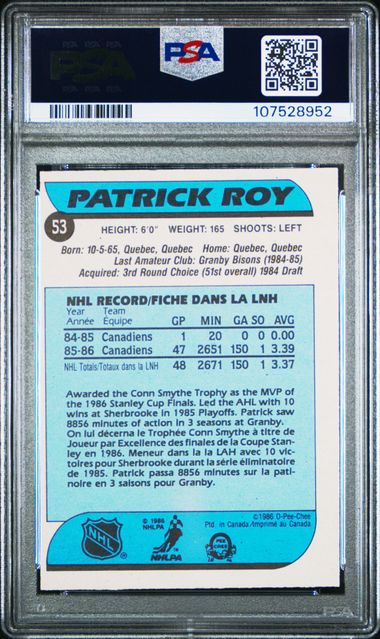 PSA
PSA
107528952
PATRICK ROY
53
HEIGHT: 6'0" WEIGHT: 165 SHOOTS: LEFT
Born: 10-5-65, Quebec, Quebec Home: Quebec, Quebec
Last Amateur Club: Granby Bisons (1984-85)
Acquired: 3rd Round Choice (51st overall) 1984 Draft
NHL RECORD/FICHE DANS LA LNH
Year Team
Année Équipe GP MIN GA SO AVG
84-85 Canadiens 1 20 0 0 0.00
85-86 Canadiens 47 2651 150 1 3.39
NHL Totals/Totaux dans la LNH 48 2671 150 1 3.37
Awarded the Conn Smythe Trophy as the MVP of
the 1986 Stanley Cup Finals. Led the AHL with 10
wins at Sherbrooke in 1985 Playoffs. Patrick saw
8856 minutes of action in 3 seasons at Granby.
On lui décerna le Trophée Conn Smythe à titre de
Joueur par Excellence des finales de la Coupe Stan-
ley en 1986. Meneur dans la LAH avec 10 vic-
toires pour Sherbrooke durant la série éliminatoire
de 1985. Patrick passa 8856 minutes sur la pati-
noire en 3 saisons pour Granby.
©1986 O-Pee-Chee
Ptd. in Canada/Imprimé au Canada
NHL
© 1986
NHLPA
NHLPA
O PEE CHEE